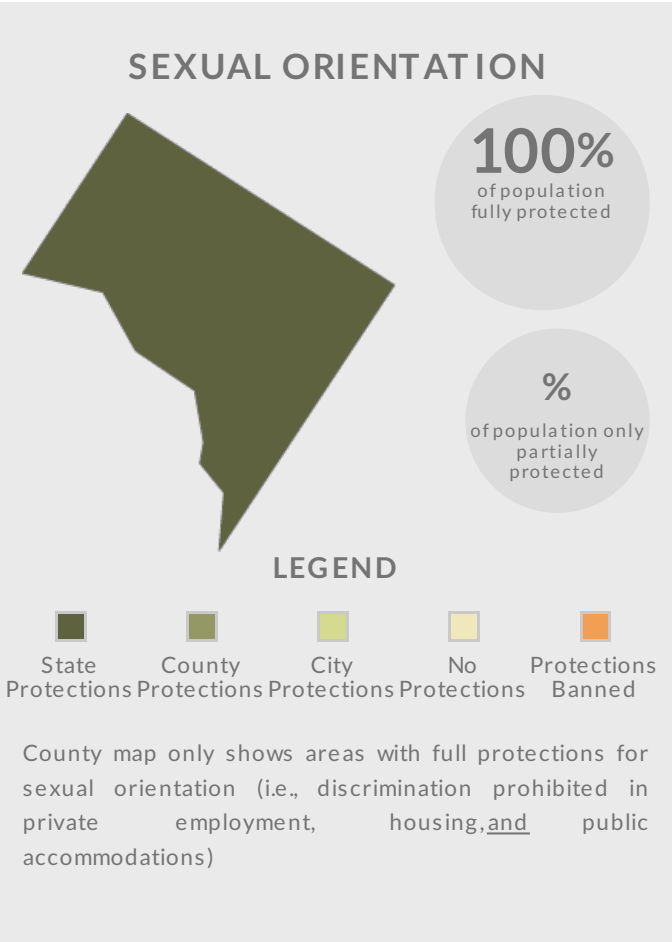 SEXUAL ORIENTATION
100%
of population
fully protected
%
of population only
partially
protected
LEGEND
State
Protections
County
Protections
City
Protections
No
Protections
Protections
Banned
County map only shows areas with full protections for
sexual orientation (i.e., discrimination prohibited in
private employment, housing, and public
accommodations)